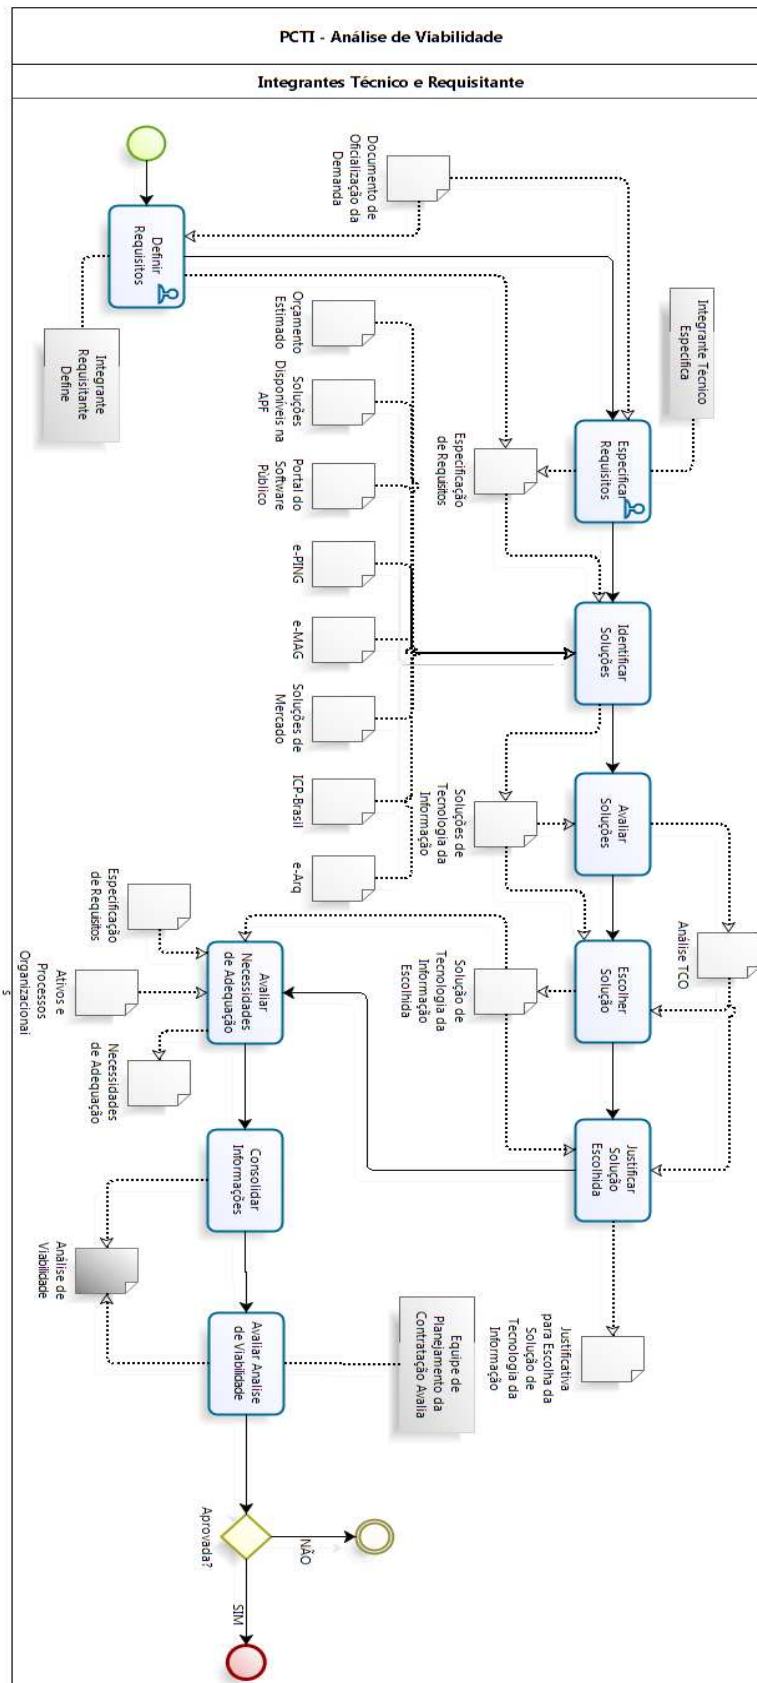 PCTI - Análise de Viabilidade
Integrantes Técnico e Requisitante
Documento de
Oficialização da
Demanda
Definir
Requisitos
Integrante
Requisitante
Define
Integrante Técnico
Especifica
Especificar
Requisitos
Especificação
de Requisitos
Orçamento
Estimado
Soluções
Disponíveis na
APF
Portal do
Software
Público
e-PING
e-MAG
Soluções de
Mercado
ICP-Brasil
e-Arq
Identificar
Soluções
Soluções de
Tecnologia da
Informação
Avaliar
Soluções
Análise TCO
Escolher
Solução
Solução de
Tecnologia da
Informação
Escolhida
Justificar
Solução
Escolhida
Justificativa
para Escolha da
Solução de
Tecnologia da
Informação
Especificação
de Requisitos
Ativos e
Processos
Organizacionai
s
Avaliar
Necessidades
de Adequação
Necessidades
de Adequação
Consolidar
Informações
Análise de
Viabilidade
Avaliar Analise
de Viabilidade
Equipe de
Planejamento da
Contratação Avalia
Aprovada?
NÃO
SIM